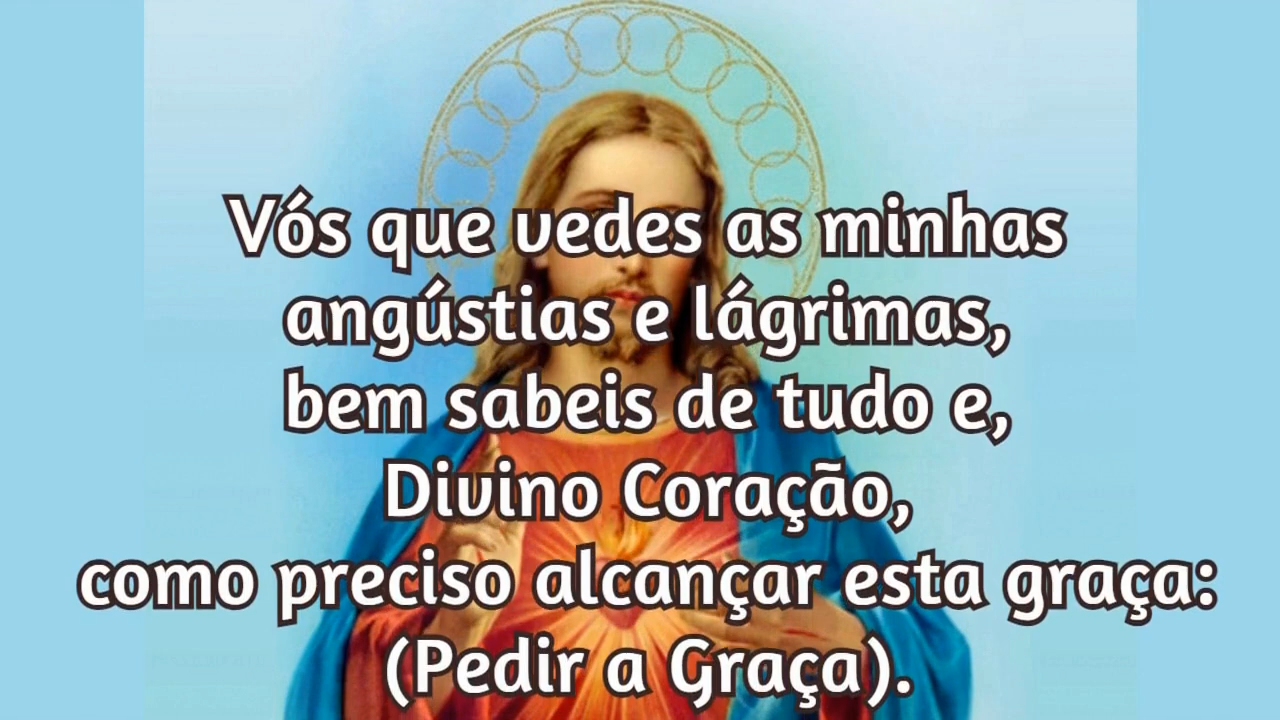 Vós que vedes as minhas
angústias e lágrimas,
bem sabeis de tudo e,
Divino Coração,
como preciso alcançar esta graça:
(Pedir a Graça).